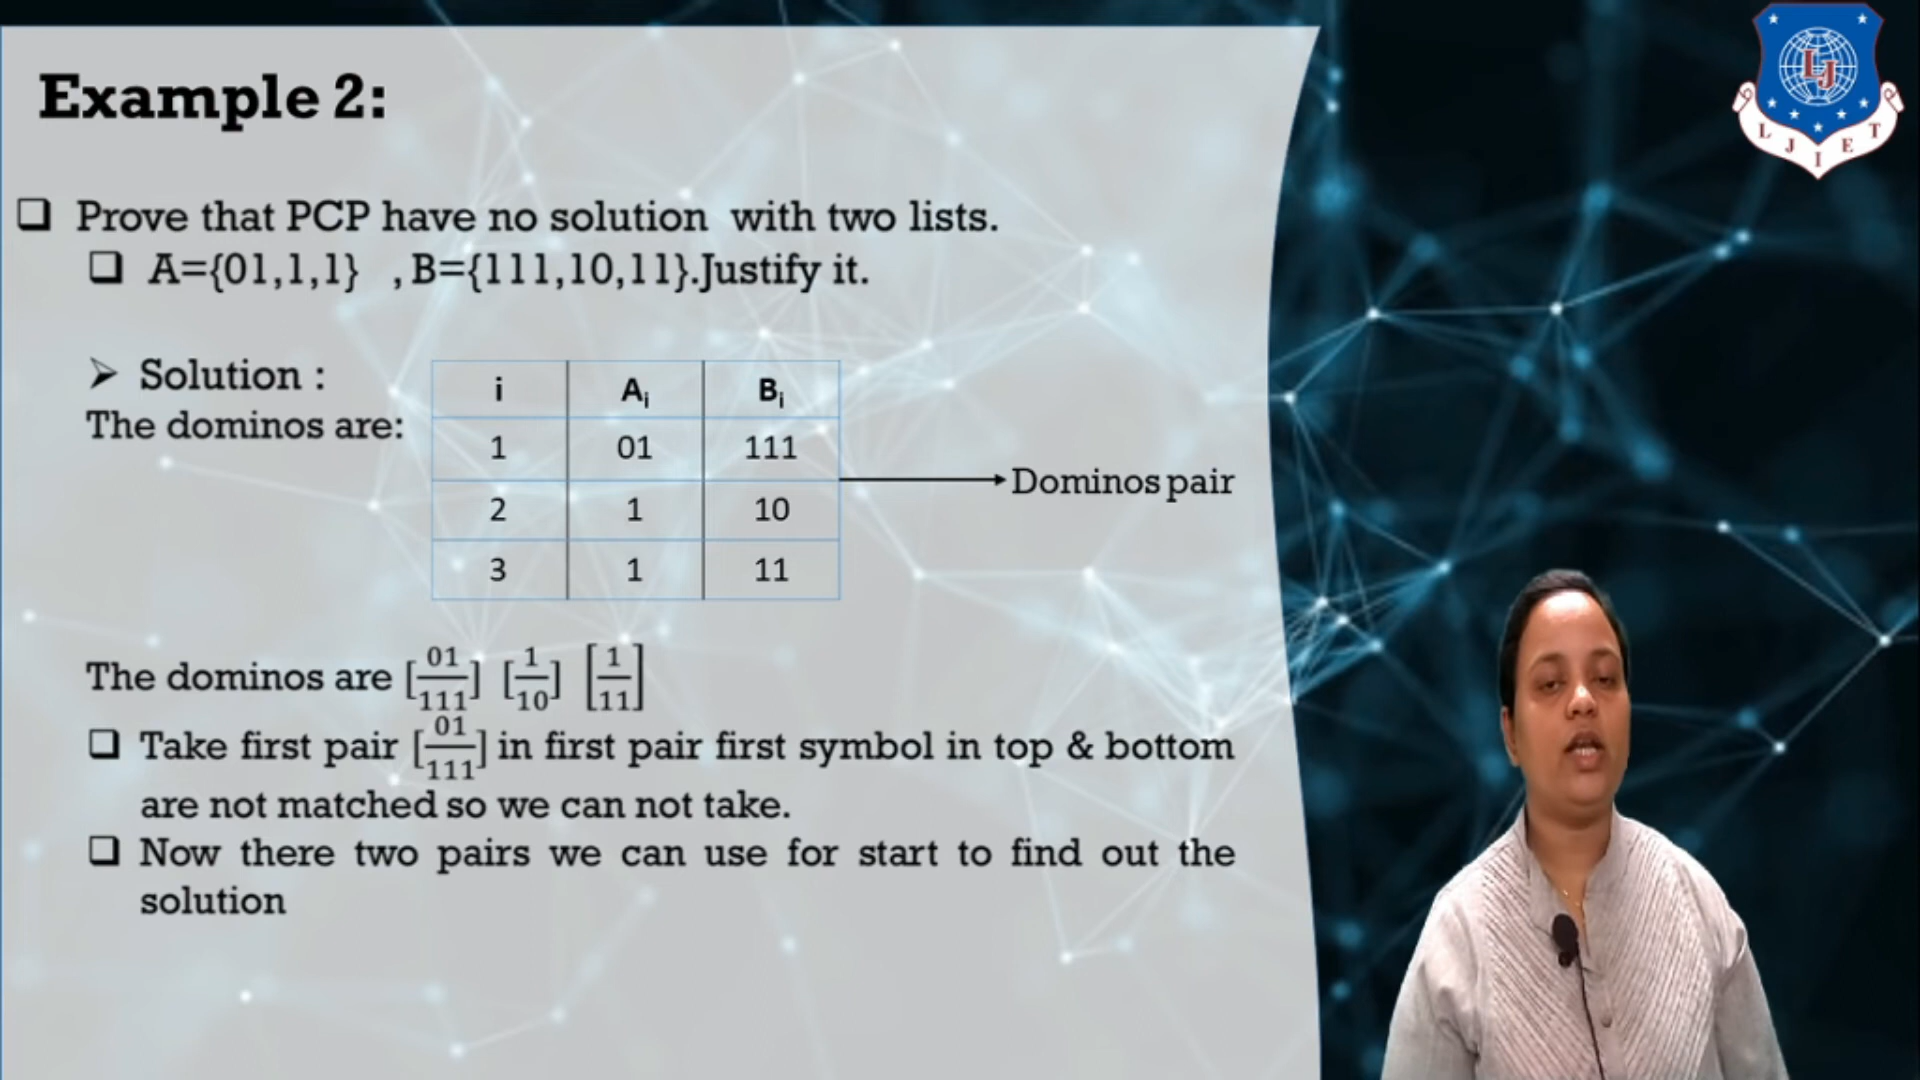 L J I E T
LJ
Example 2:
❑ Prove that PCP have no solution with two lists.
❑ A={01,1,1} ,B={111,10,11}.Justify it.
➢ Solution :
The dominos are:
i Aᵢ Bᵢ
1 01 111
2 1 10
3 1 11
Dominos pair
The dominos are [01/111] [1/10] [1/11]
❑ Take first pair [01/111] in first pair first symbol in top & bottom
are not matched so we can not take.
❑ Now there two pairs we can use for start to find out the
solution